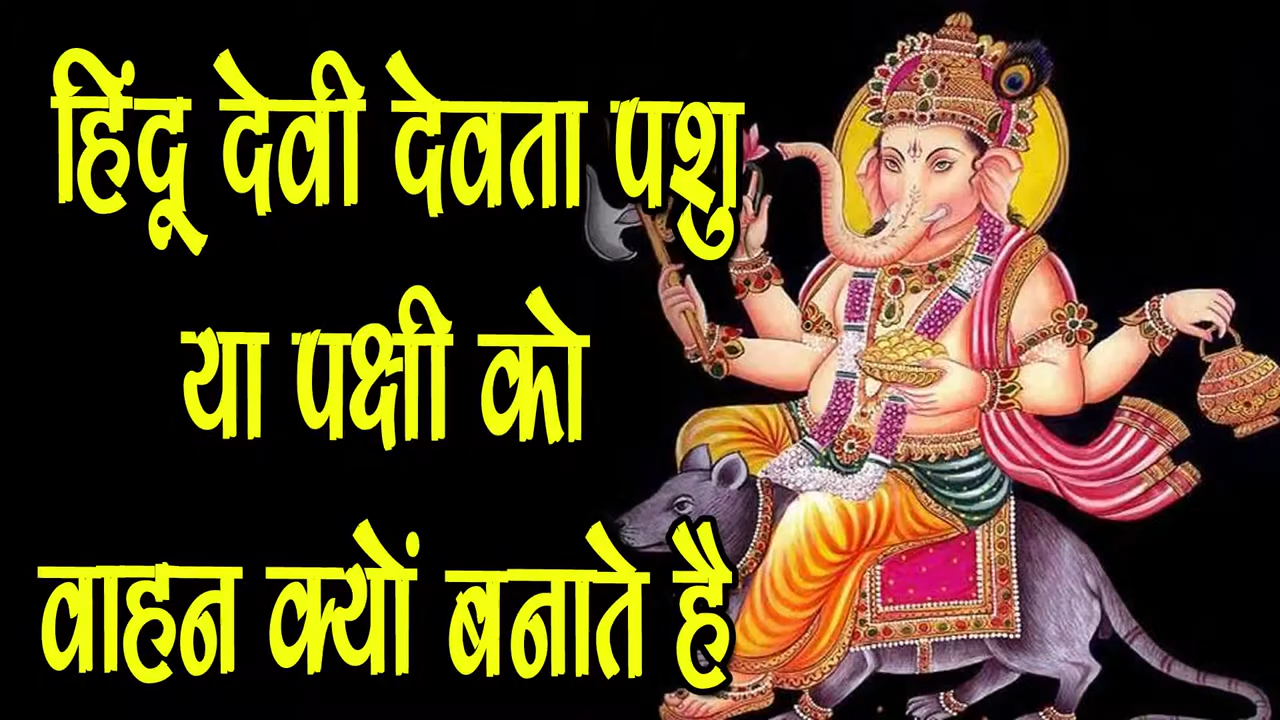 हिंदू देवी देवता पशु
या पक्षी को
वाहन क्यों बनाते है